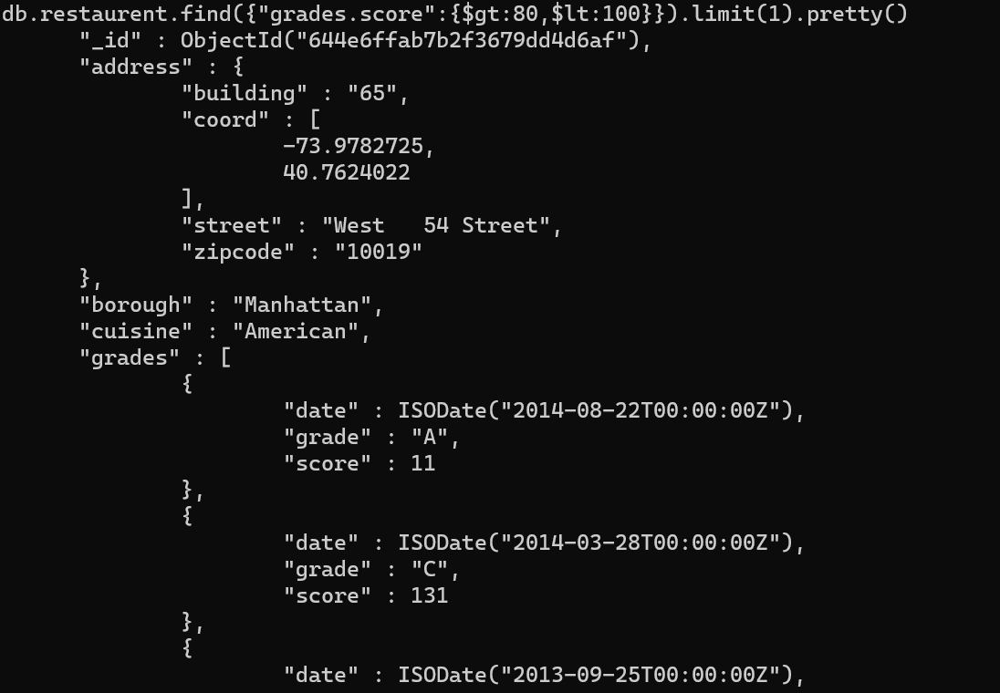 db.restaurent.find({"grades.score":{$gt:80,$lt:100}}).limit(1).pretty()
"_id" : ObjectId("644e6ffab7b2f3679dd4d6af"),
"address" : {
"building" : "65",
"coord" : [
-73.9782725,
40.7624022
],
"street" : "West   54 Street",
"zipcode" : "10019"
},
"borough" : "Manhattan",
"cuisine" : "American",
"grades" : [
{
"date" : ISODate("2014-08-22T00:00:00Z"),
"grade" : "A",
"score" : 11
},
{
"date" : ISODate("2014-03-28T00:00:00Z"),
"grade" : "C",
"score" : 131
},
{
"date" : ISODate("2013-09-25T00:00:00Z"),